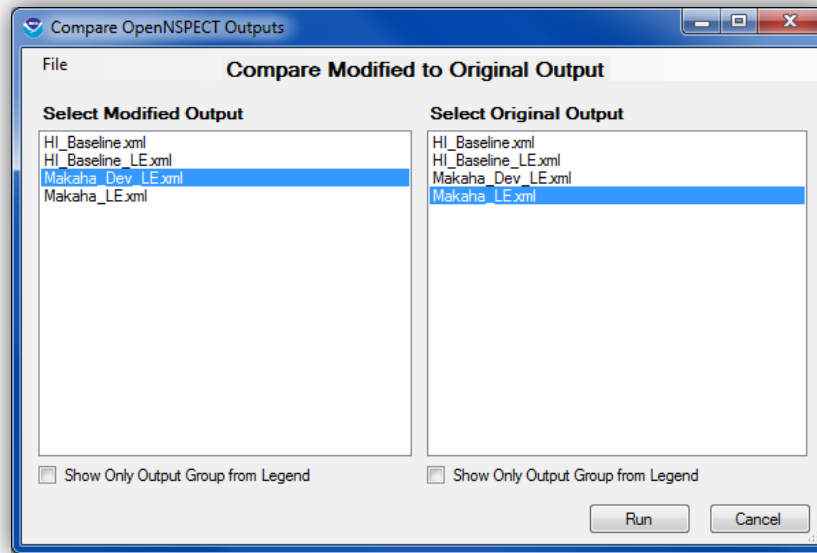 Compare OpenNSPECT Outputs
File
Compare Modified to Original Output
Select Modified Output
HI_Baseline.xml
HI_Baseline_LE.xml
Makaha_Dev_LE.xml
Makaha_LE.xml
Show Only Output Group from Legend
Select Original Output
HI_Baseline.xml
HI_Baseline_LE.xml
Makaha_Dev_LE.xml
Makaha_LE.xml
Show Only Output Group from Legend
Run
Cancel